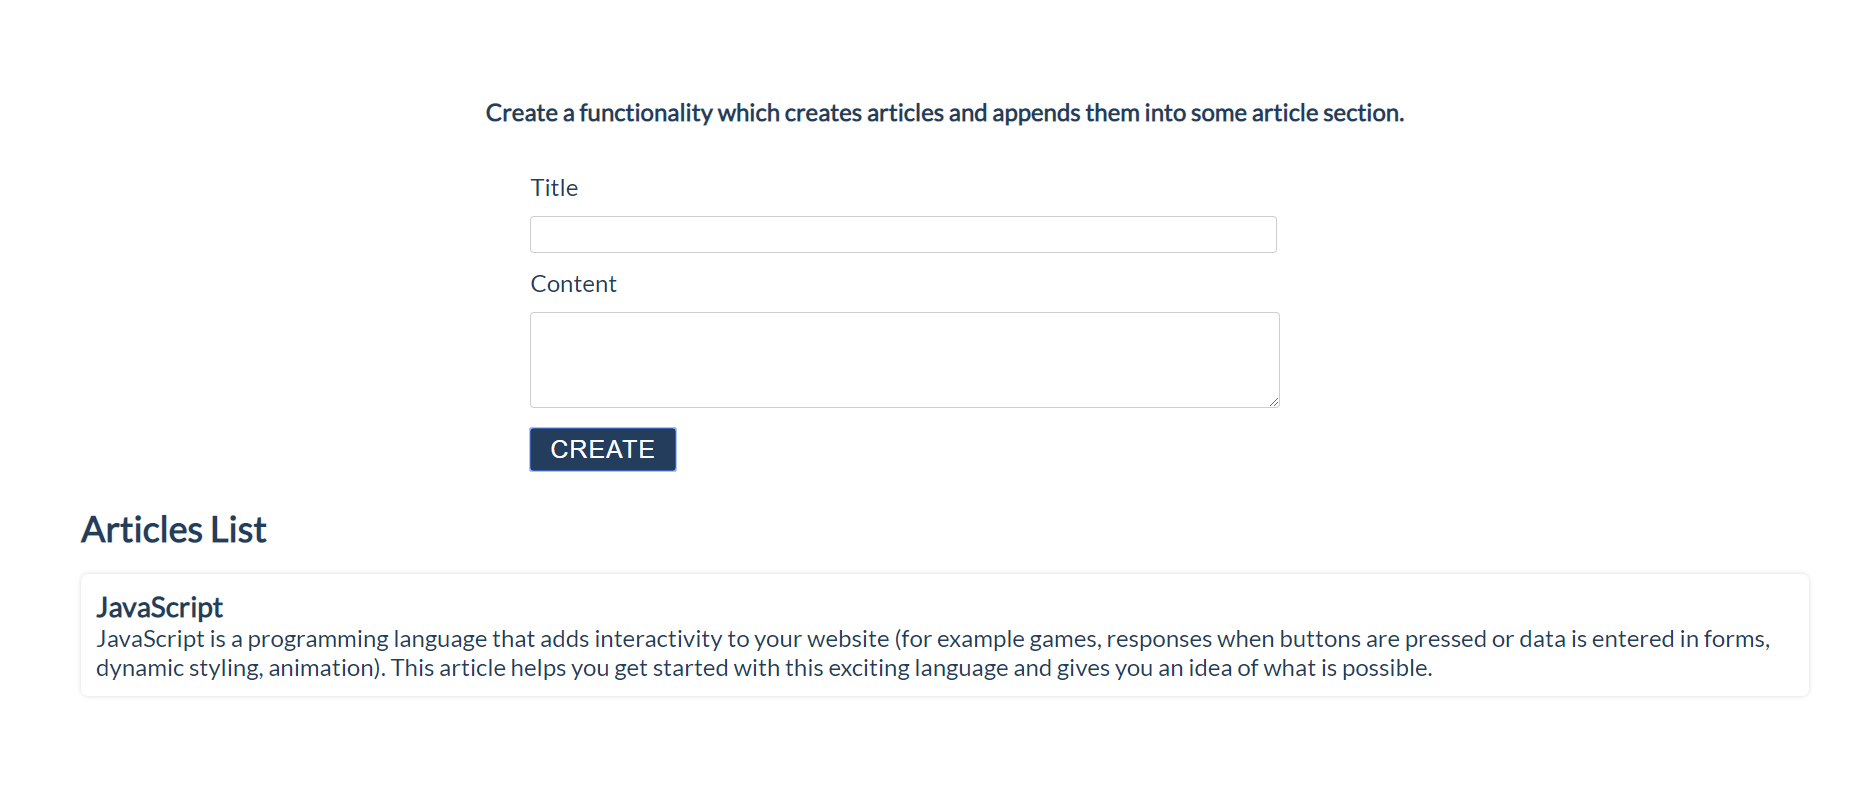 Create a functionality which creates articles and appends them into some article section.
Title
Content
CREATE
Articles List
JavaScript
JavaScript is a programming language that adds interactivity to your website (for example games, responses when buttons are pressed or data is entered in forms,
dynamic styling, animation). This article helps you get started with this exciting language and gives you an idea of what is possible.